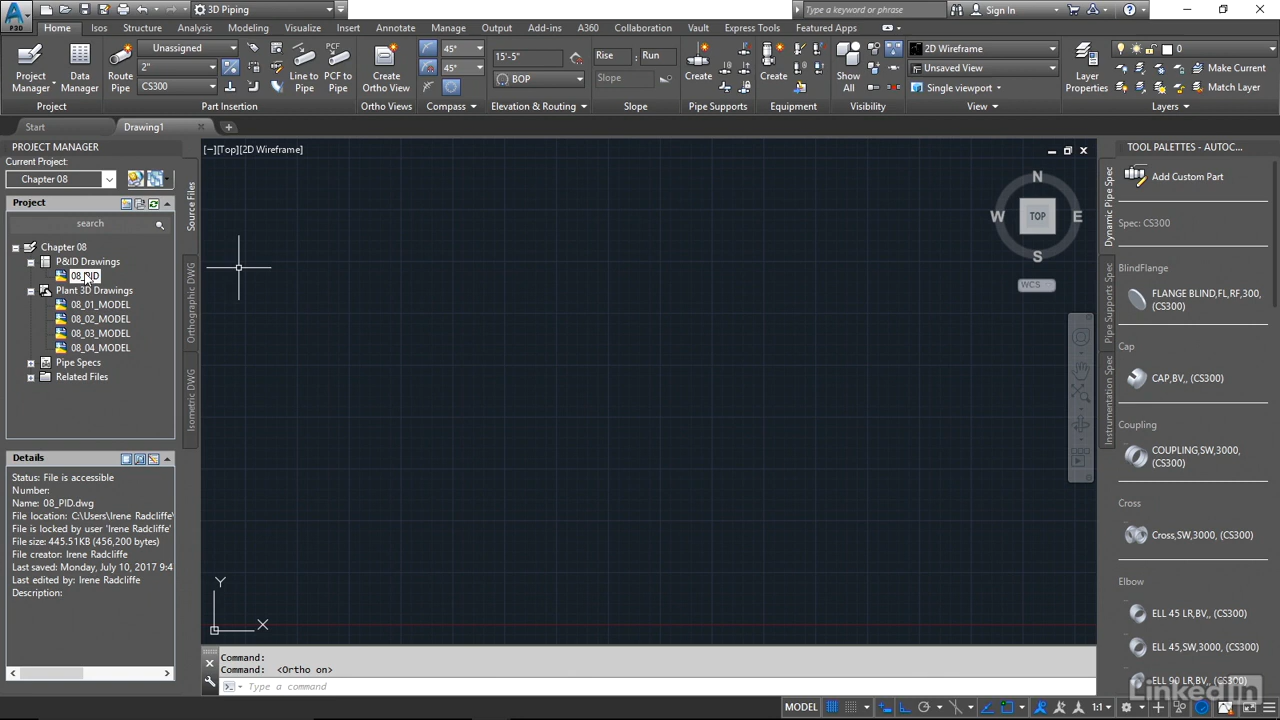 A
P3D
3D Piping
Type a keyword or phrase
Sign In
Home
Isos
Structure
Analysis
Modeling
Visualize
Insert
Annotate
Manage
Output
Add-ins
A360
Collaboration
Vault
Express Tools
Featured Apps
Project
Manager
Data
Manager
Route
Pipe
Unassigned
2"
CS300
Line to
Pipe
PCF to
Pipe
Create
Ortho View
45°
45°
15'-5"
BOP
Rise : Run
Slope
Create
Create
Show
All
2D Wireframe
Unsaved View
Single viewport
Layer
Properties
0
Make Current
Match Layer
Project
Part Insertion
Ortho Views
Compass
Elevation & Routing
Slope
Pipe Supports
Equipment
Visibility
View
Layers
Start
Drawing1
PROJECT MANAGER
Current Project:
Chapter 08
Project
search
Chapter 08
P&ID Drawings
08_PID
Plant 3D Drawings
08_01_MODEL
08_02_MODEL
08_03_MODEL
08_04_MODEL
Pipe Specs
Related Files
Source Files
Orthographic DWG
Isometric DWG
Details
Status: File is accessible
Number:
Name: 08_PID.dwg
File location: C:\Users\Irene Radcliffe\
File is locked by user 'Irene Radcliffe'
File size: 445.51KB (456,200 bytes)
File creator: Irene Radcliffe
Last saved: Monday, July 10, 2017 9:4
Last edited by: Irene Radcliffe
Description:
[−][Top][2D Wireframe]
N
W
TOP
E
S
WCS
Y
X
Command:
Command: <Ortho on>
Type a command
TOOL PALETTES - AUTOC...
Dynamic Pipe Spec
Pipe Supports Spec
Instrumentation Spec
Add Custom Part
Spec: CS300
BlindFlange
FLANGE BLIND,FL,RF,300,
(CS300)
Cap
CAP,BV,, (CS300)
Coupling
COUPLING,SW,3000,
(CS300)
Cross
Cross,SW,3000, (CS300)
Elbow
ELL 45 LR,BV,, (CS300)
ELL 45,SW,3000, (CS300)
ELL 90 LR,BV,, (CS300)
LinkedIn
MODEL
1:1